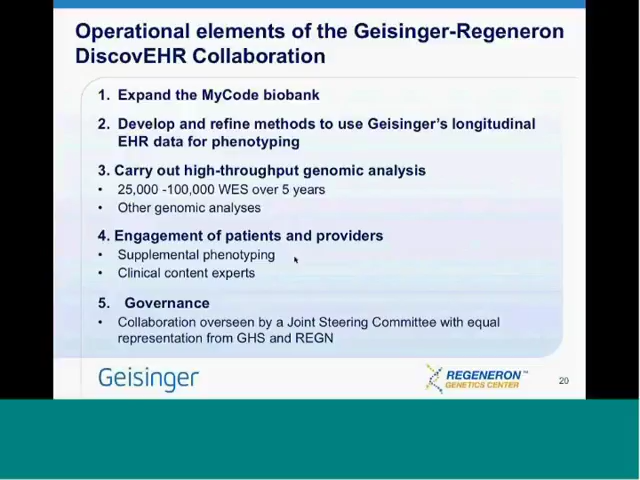 Operational elements of the Geisinger-Regeneron
DiscovEHR Collaboration
1. Expand the MyCode biobank
2. Develop and refine methods to use Geisinger's longitudinal
EHR data for phenotyping
3. Carry out high-throughput genomic analysis
• 25,000 -100,000 WES over 5 years
• Other genomic analyses
4. Engagement of patients and providers
• Supplemental phenotyping
• Clinical content experts
5. Governance
• Collaboration overseen by a Joint Steering Committee with equal
representation from GHS and REGN
Geisinger
REGENERON™
GENETICS CENTER
20